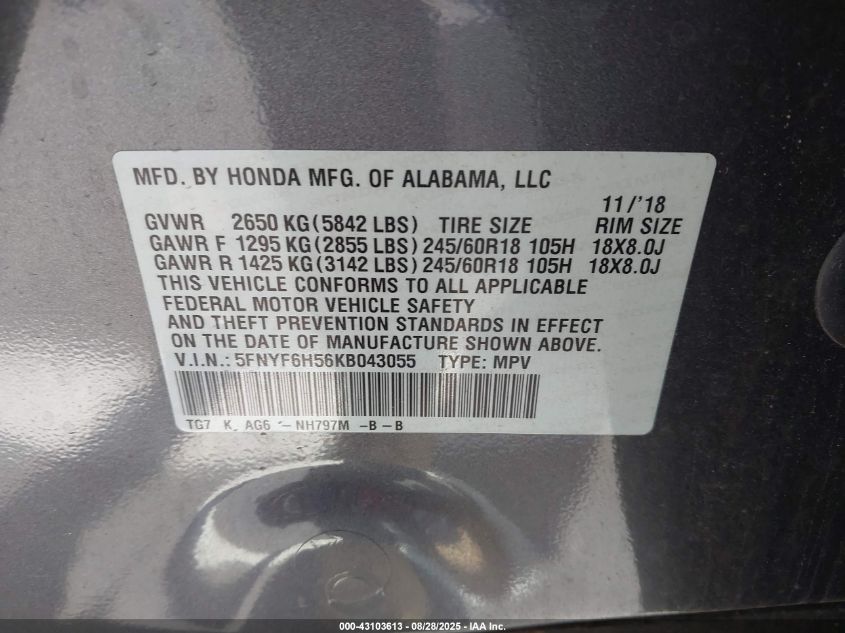 MFD. BY HONDA MFG. OF ALABAMA, LLC
11/'18
GVWR 2650 KG(5842 LBS) TIRE SIZE RIM SIZE
GAWR F 1295 KG(2855 LBS)245/60R18 105H 18X8.0J
GAWR R 1425 KG(3142 LBS)245/60R18 105H 18X8.0J
THIS VEHICLE CONFORMS TO ALL APPLICABLE
FEDERAL MOTOR VEHICLE SAFETY
AND THEFT PREVENTION STANDARDS IN EFFECT
ON THE DATE OF MANUFACTURE SHOWN ABOVE.
V.I.N.: 5FNYF6H56KB043055 TYPE: MPV
TG7 K AG6 - NH797M -B-B
000-43103613 - 08/28/2025 - IAA Inc.